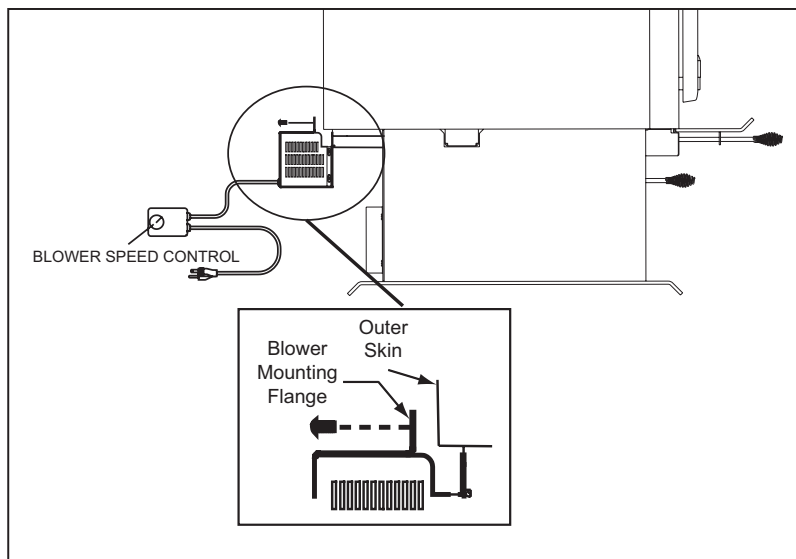 BLOWER SPEED CONTROL
Outer
Skin
Blower
Mounting
Flange